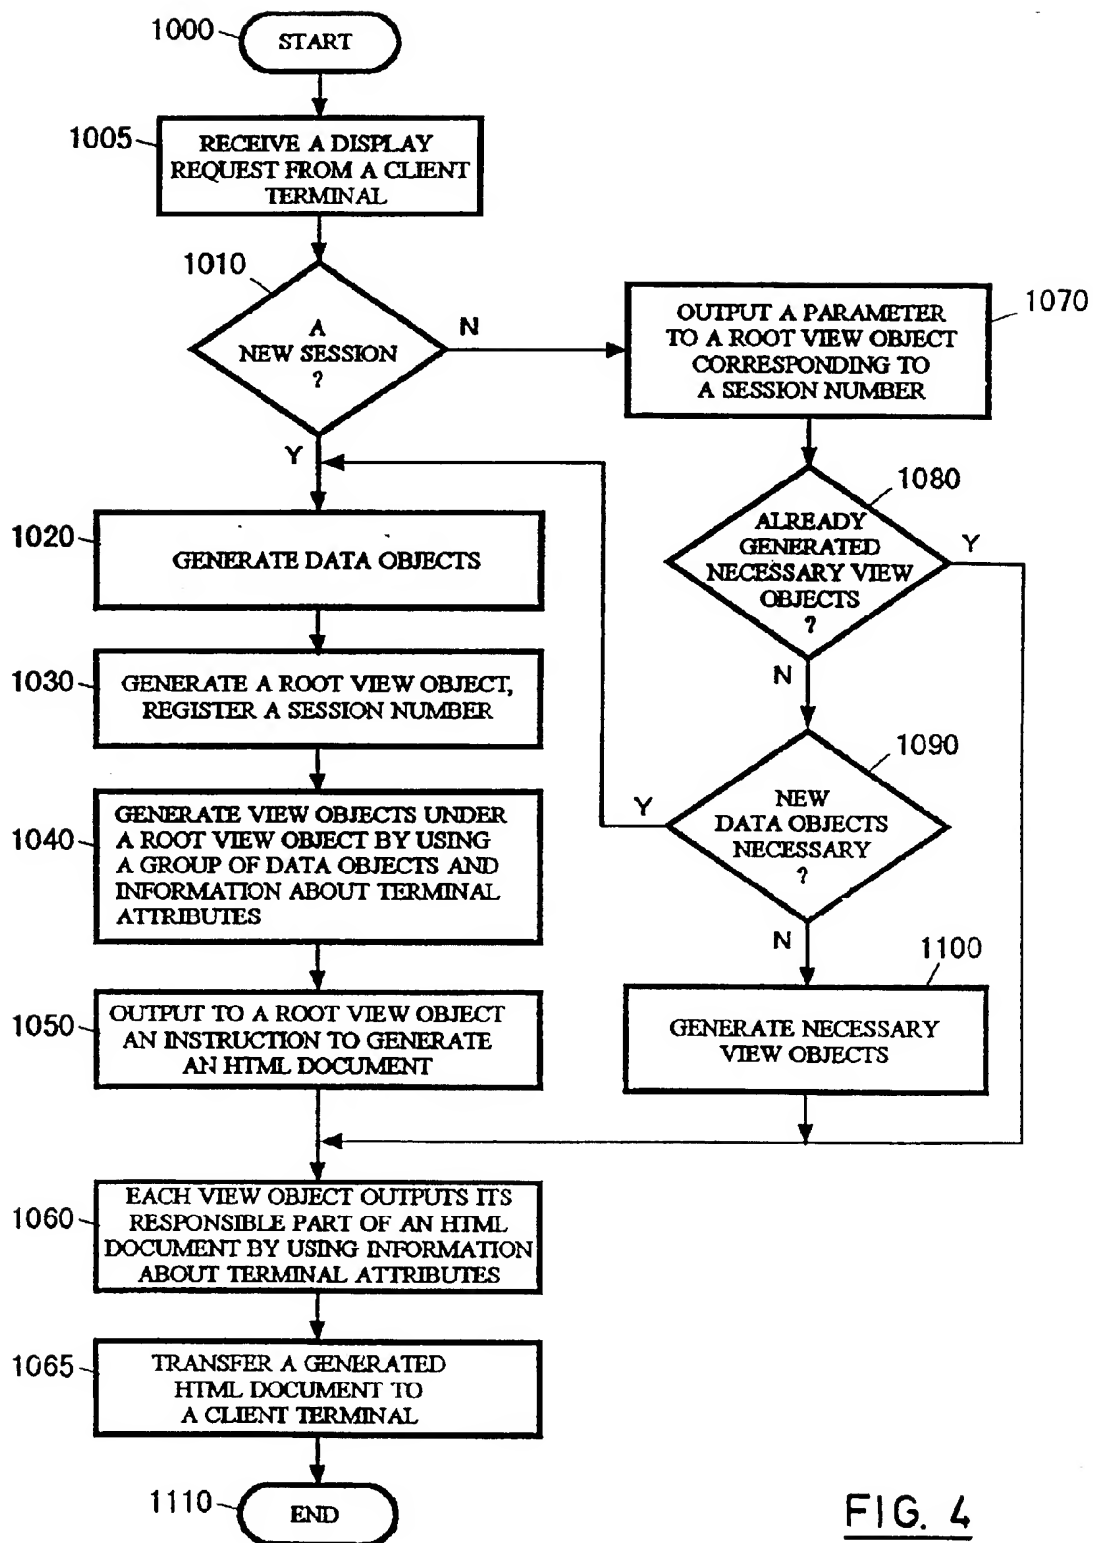 1000
START
1005
RECEIVE A DISPLAY
REQUEST FROM A CLIENT
TERMINAL
1010
A
NEW SESSION
?
N
Y
1070
OUTPUT A PARAMETER
TO A ROOT VIEW OBJECT
CORRESPONDING TO
A SESSION NUMBER
1080
ALREADY
GENERATED
NECESSARY VIEW
OBJECTS
?
Y
N
1020
GENERATE DATA OBJECTS
1030
GENERATE A ROOT VIEW OBJECT,
REGISTER A SESSION NUMBER
1090
NEW
DATA OBJECTS
NECESSARY
?
Y
N
1040
GENERATE VIEW OBJECTS UNDER
A ROOT VIEW OBJECT BY USING
A GROUP OF DATA OBJECTS AND
INFORMATION ABOUT TERMINAL
ATTRIBUTES
1100
GENERATE NECESSARY
VIEW OBJECTS
1050
OUTPUT TO A ROOT VIEW OBJECT
AN INSTRUCTION TO GENERATE
AN HTML DOCUMENT
1060
EACH VIEW OBJECT OUTPUTS ITS
RESPONSIBLE PART OF AN HTML
DOCUMENT BY USING INFORMATION
ABOUT TERMINAL ATTRIBUTES
1065
TRANSFER A GENERATED
HTML DOCUMENT TO
A CLIENT TERMINAL
1110
END
FIG. 4